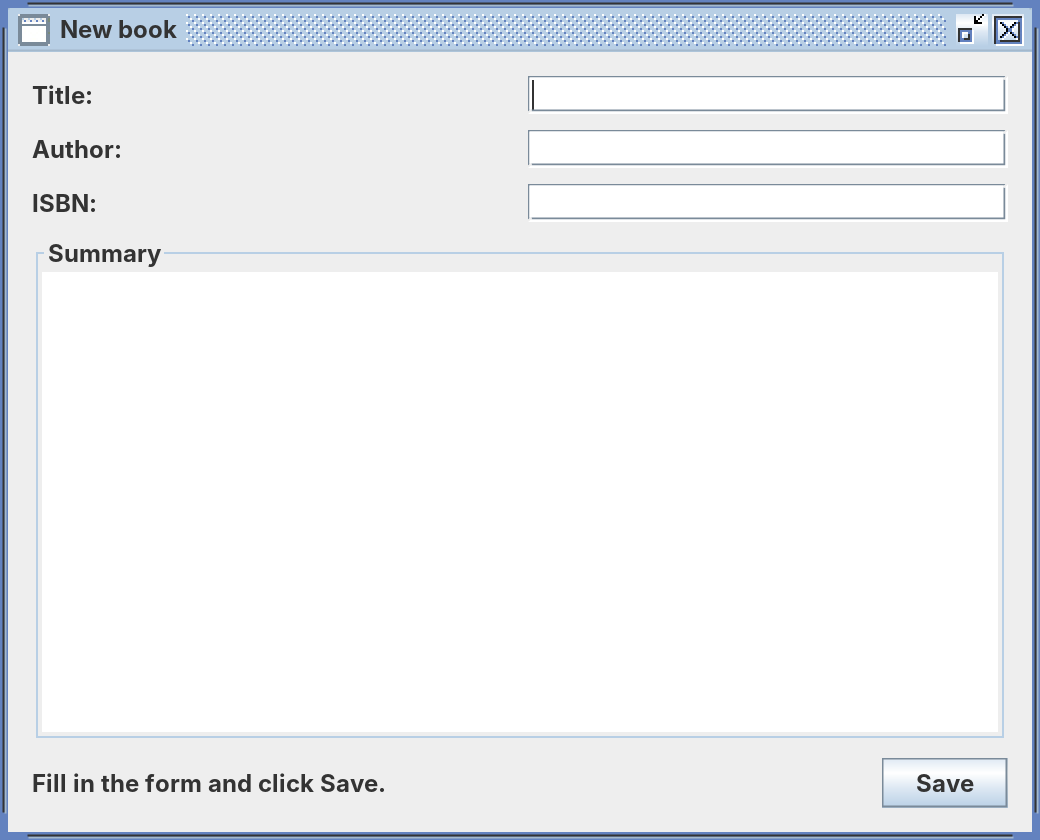 New book
Title:
Author:
ISBN:
Summary
Fill in the form and click Save.
Save